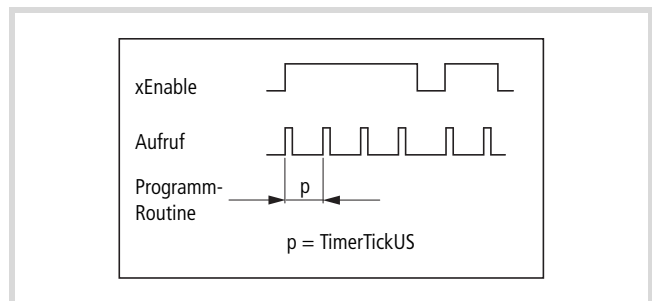 xEnable
Aufruf
Programm-
Routine
p
p = TimerTickUS